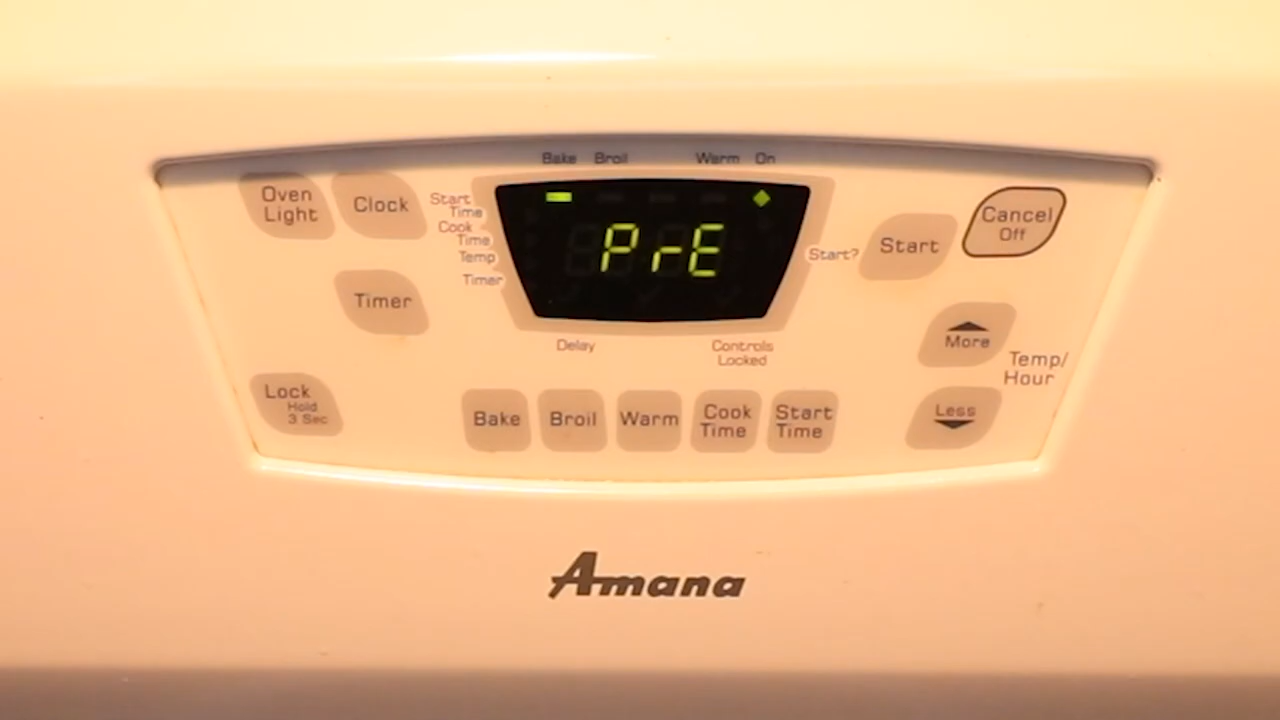 Bake Broil Warm On
Oven
Light
Clock
Start
Time
Cook
Time
Temp
Timer
PrE
Start?
Start
Cancel
Off
Timer
More
Temp/
Hour
Less
Delay
Controls
Locked
Lock
Hold
3 Sec
Bake
Broil
Warm
Cook
Time
Start
Time
Amana